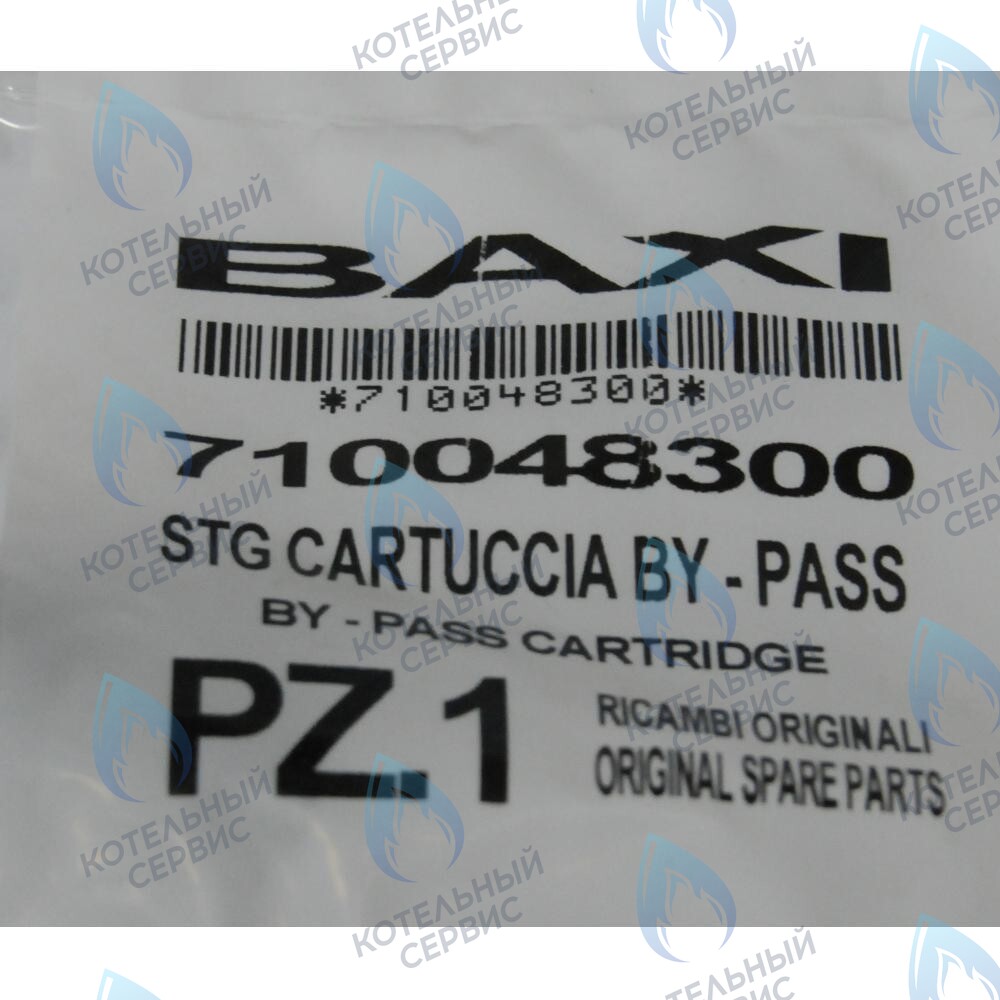 BAXI
*710048300*
710048300
STG CARTUCCIA BY - PASS
BY - PASS CARTRIDGE
PZ.1
RICAMBI ORIGINALI
ORIGINAL SPARE PARTS
КОТЕЛЬНЫЙ
СЕРВИС